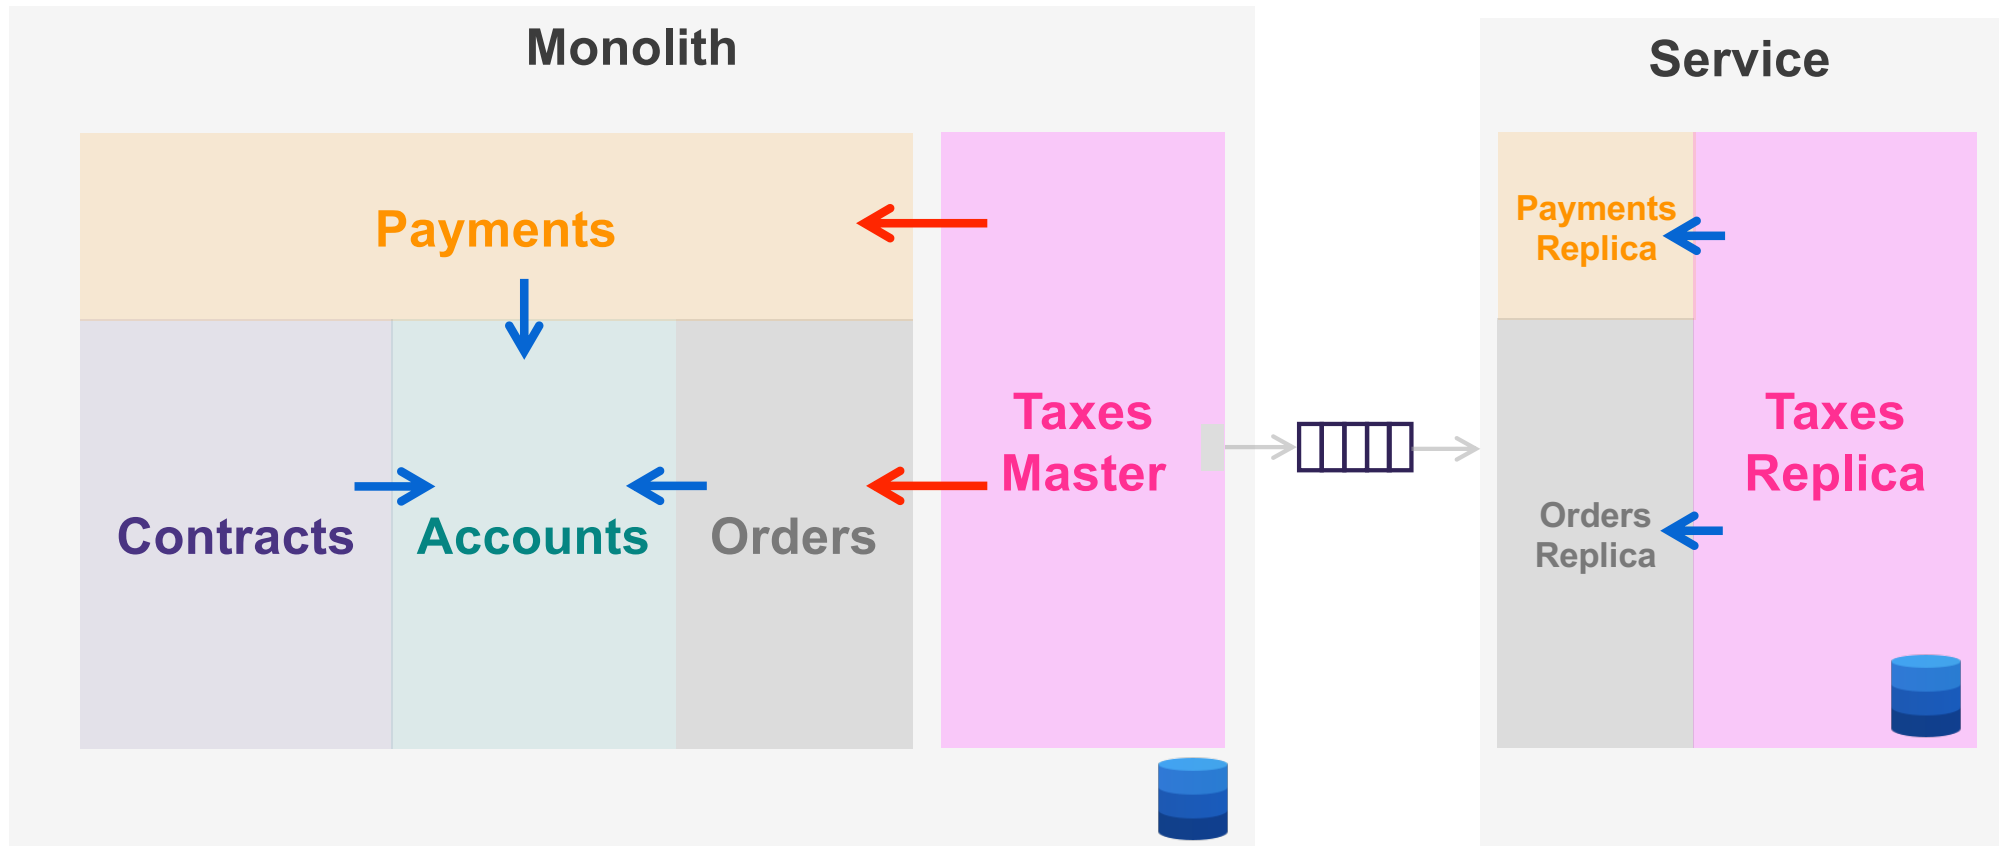 Monolith
Payments
Contracts
Accounts
Orders
Taxes
Master
Service
Payments
Replica
Orders
Replica
Taxes
Replica